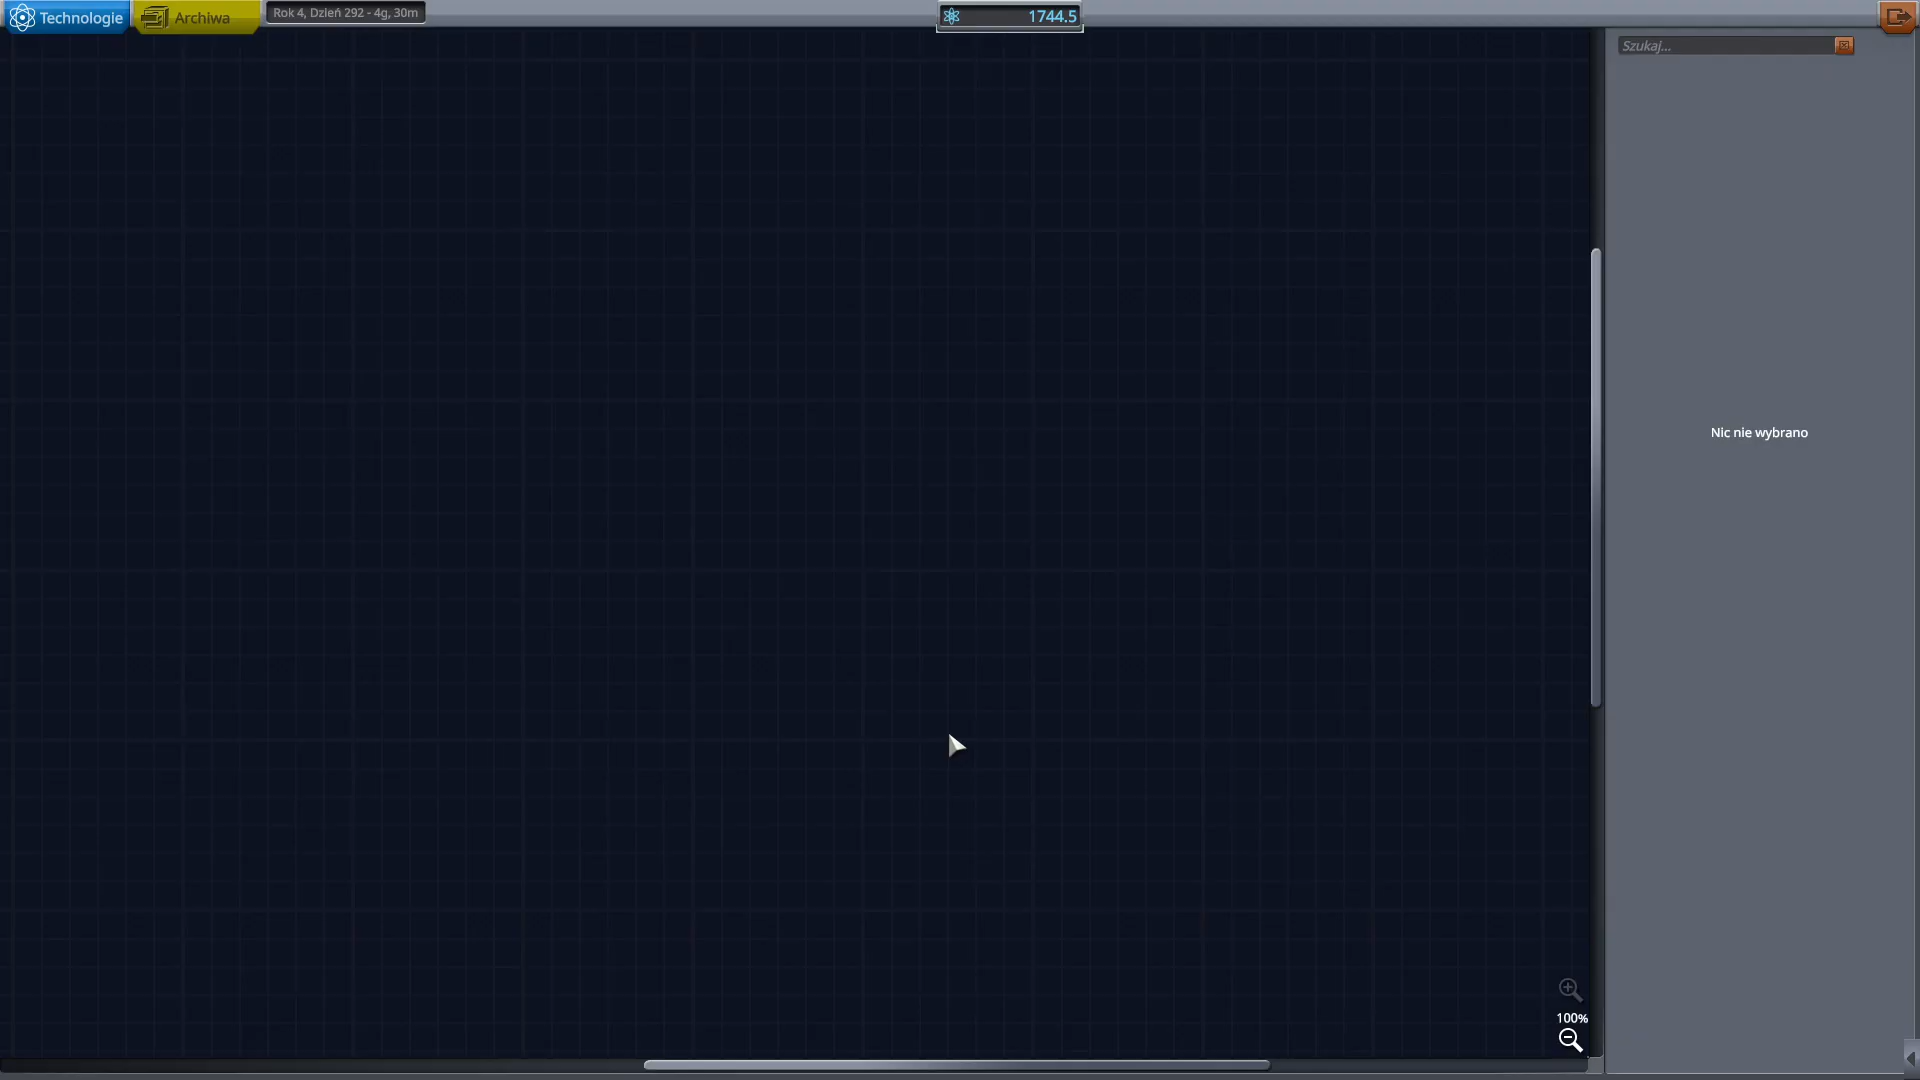 Technologie
Archiwa
Rok 4, Dzień 292 - 4g, 30m
1744.5
Szukaj...
Nic nie wybrano
100%